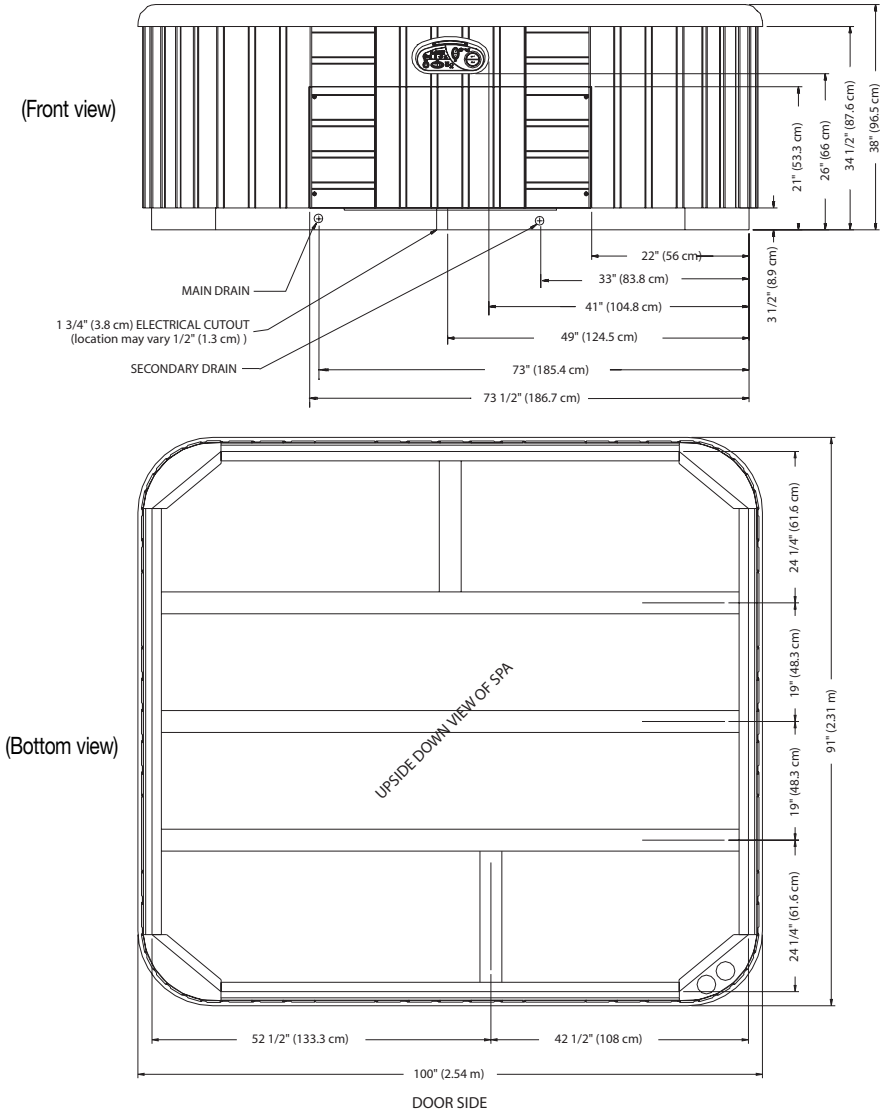 (Front view)
21" (53.3 cm)
26" (66 cm)
34 1/2" (87.6 cm)
38" (96.5 cm)
3 1/2" (8.9 cm)
22" (56 cm)
33" (83.8 cm)
41" (104.8 cm)
49" (124.5 cm)
73" (185.4 cm)
73 1/2" (186.7 cm)
MAIN DRAIN
1 3/4" (3.8 cm) ELECTRICAL CUTOUT
(location may vary 1/2" (1.3 cm) )
SECONDARY DRAIN
(Bottom view)
UPSIDE DOWN VIEW OF SPA
24 1/4" (61.6 cm)
19" (48.3 cm)
19" (48.3 cm)
24 1/4" (61.6 cm)
91" (2.31 m)
52 1/2" (133.3 cm)
42 1/2" (108 cm)
100" (2.54 m)
DOOR SIDE